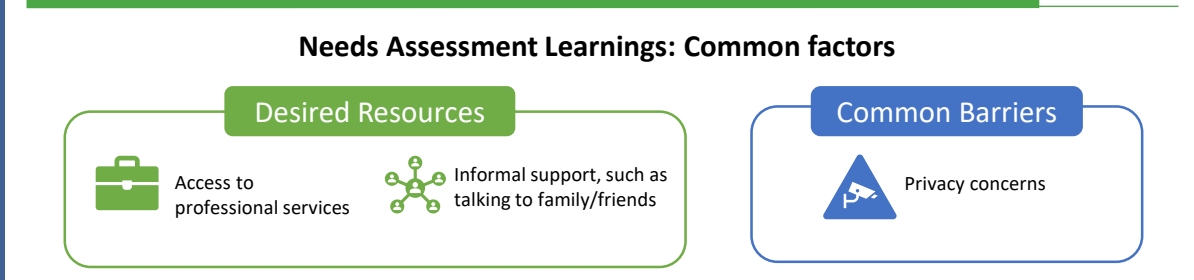 Needs Assessment Learnings: Common factors
Desired Resources
Access to
professional services
Informal support, such as
talking to family/friends
Common Barriers
Privacy concerns